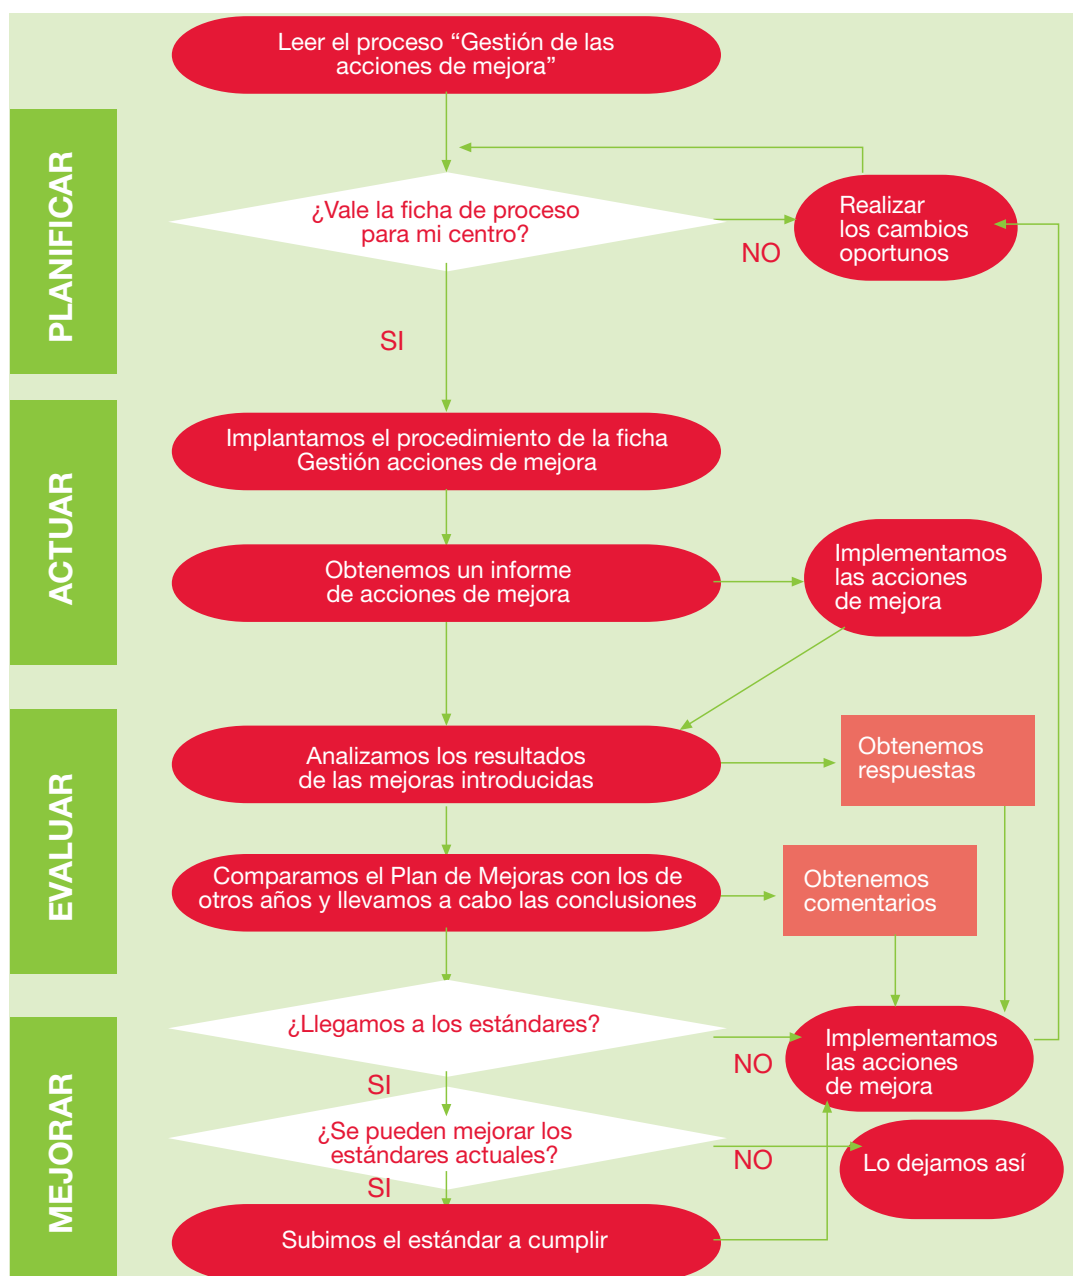 Leer el proceso “Gestión de las
acciones de mejora”
PLANIFICAR
¿Vale la ficha de proceso
para mi centro?
NO
Realizar
los cambios
oportunos
SI
ACTUAR
Implantamos el procedimiento de la ficha
Gestión acciones de mejora
Obtenemos un informe
de acciones de mejora
Implementamos
las acciones
de mejora
EVALUAR
Analizamos los resultados
de las mejoras introducidas
Obtenemos
respuestas
Comparamos el Plan de Mejoras con los de
otros años y llevamos a cabo las conclusiones
Obtenemos
comentarios
MEJORAR
¿Llegamos a los estándares?
NO
Implementamos
las acciones
de mejora
SI
¿Se pueden mejorar los
estándares actuales?
NO
Lo dejamos así
SI
Subimos el estándar a cumplir